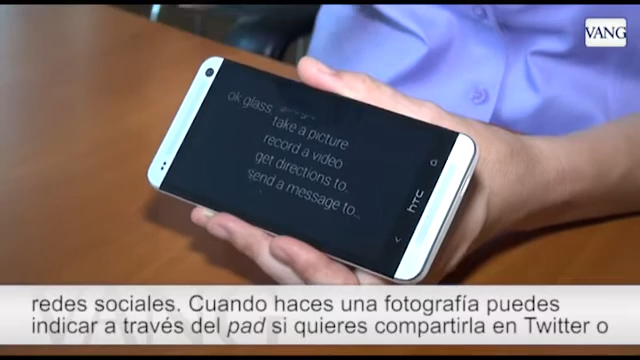 VANG
ok glass
take a picture
record a video
get directions to
send a message to...
hTC
redes sociales. Cuando haces una fotografía puedes
indicar a través del pad si quieres compartirla en Twitter o